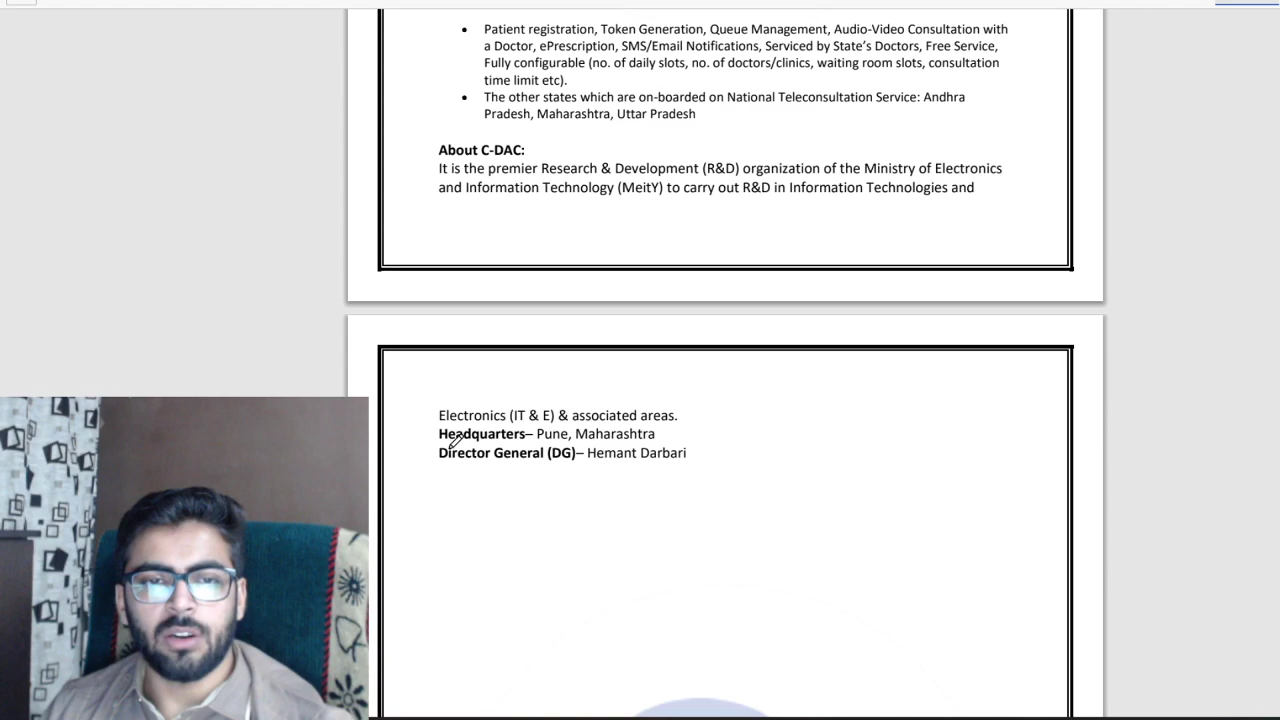 • Patient registration, Token Generation, Queue Management, Audio-Video Consultation with
a Doctor, ePrescription, SMS/Email Notifications, Serviced by State’s Doctors, Free Service,
Fully configurable (no. of daily slots, no. of doctors/clinics, waiting room slots, consultation
time limit etc).
• The other states which are on-boarded on National Teleconsultation Service: Andhra
Pradesh, Maharashtra, Uttar Pradesh
About C-DAC:
It is the premier Research & Development (R&D) organization of the Ministry of Electronics
and Information Technology (MeitY) to carry out R&D in Information Technologies and
Electronics (IT & E) & associated areas.
Headquarters– Pune, Maharashtra
Director General (DG)– Hemant Darbari